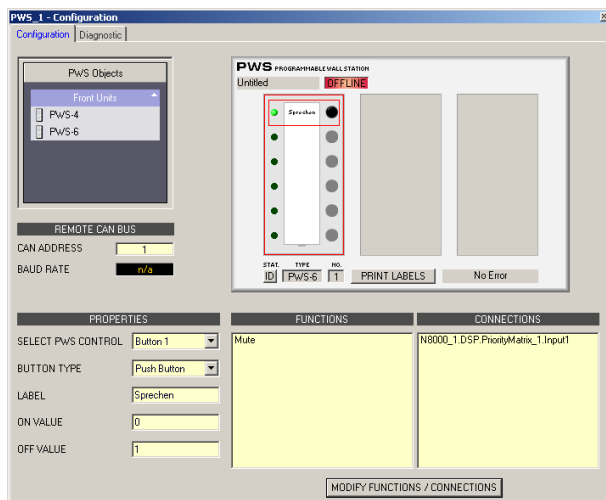 PWS_1 - Configuration
Configuration Diagnostic
PWS Objects
Front Units
PWS-4
PWS-6
REMOTE CAN BUS
CAN ADDRESS 1
BAUD RATE n/a
PWS PROGRAMMABLE WALL STATION
Untitled OFFLINE
Sprechen
STAT. TYPE NO.
ID PWS-6 1 PRINT LABELS No Error
PROPERTIES
SELECT PWS CONTROL Button 1
BUTTON TYPE Push Button
LABEL Sprechen
ON VALUE 0
OFF VALUE 1
FUNCTIONS
Mute
CONNECTIONS
N8000_1.DSP.PriorityMatrix_1.Input1
MODIFY FUNCTIONS / CONNECTIONS